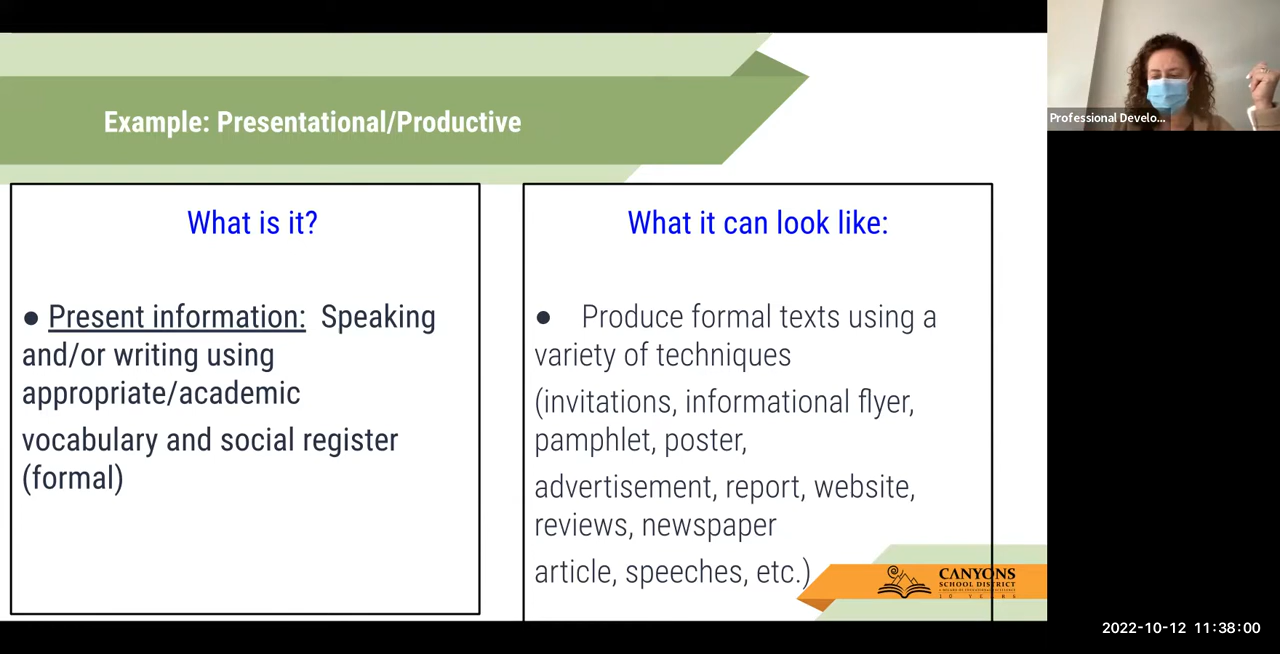 Example: Presentational/Productive
What is it?
● Present information: Speaking
and/or writing using
appropriate/academic
vocabulary and social register
(formal)
What it can look like:
● Produce formal texts using a
variety of techniques
(invitations, informational flyer,
pamphlet, poster,
advertisement, report, website,
reviews, newspaper
article, speeches, etc.)
CANYONS
SCHOOL DISTRICT
10 YEARS
Professional Develo...
2022-10-12 11:38:00